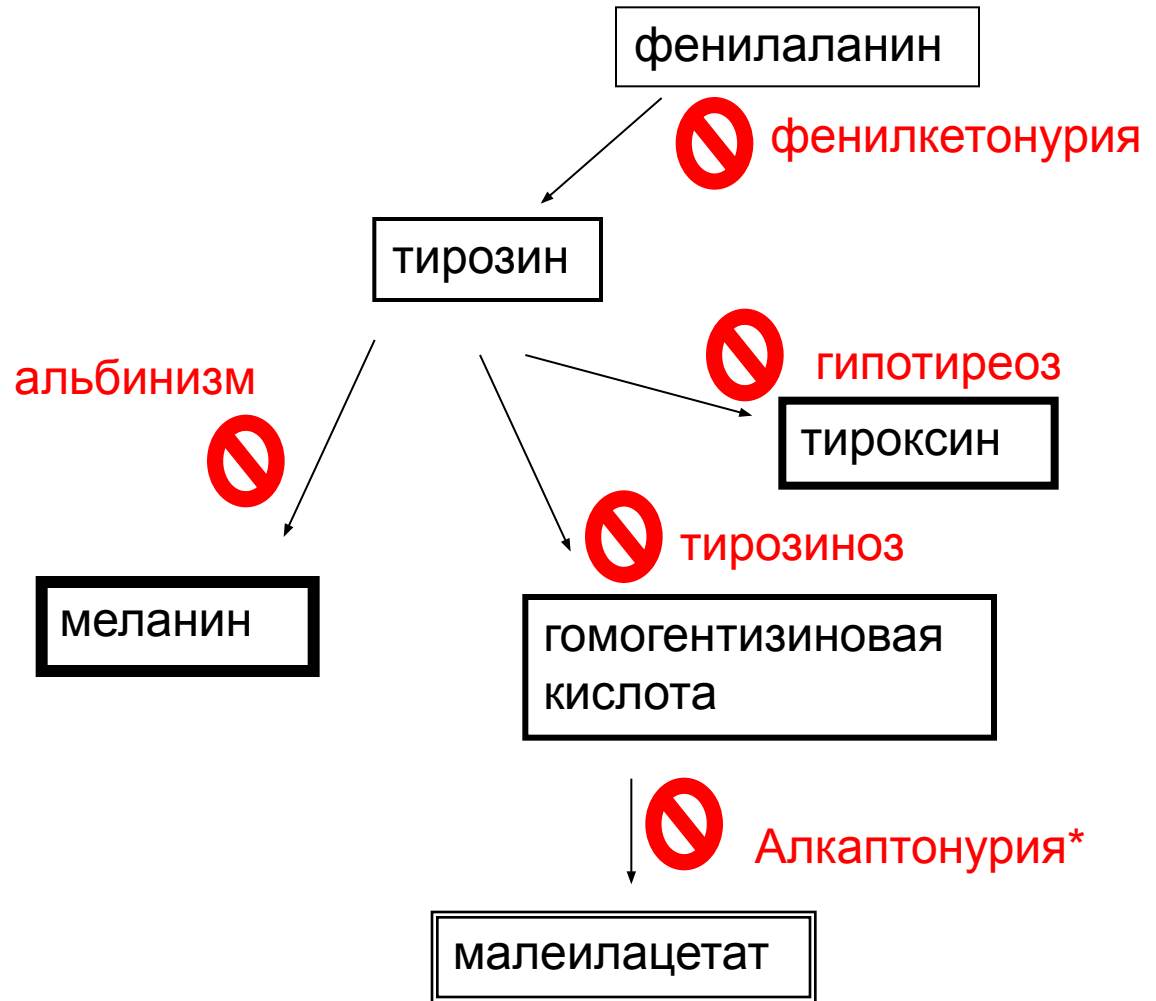 фенилаланин
фенилкетонурия
тирозин
альбинизм
гипотиреоз
тироксин
тирозиноз
меланин
гомогентизиновая
кислота
Алкаптонурия*
малеилацетат